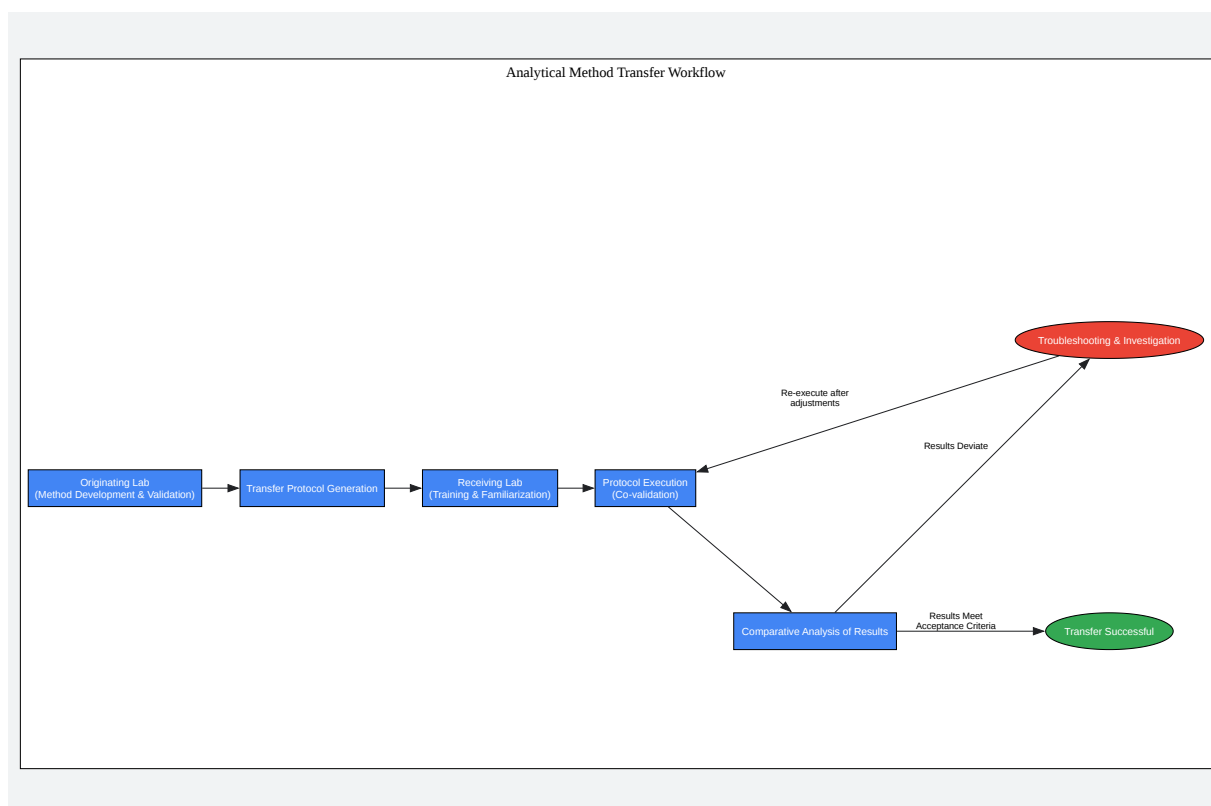 Analytical Method Transfer Workflow
Troubleshooting & Investigation
Re-execute after
adjustments
Results Deviate
Originating Lab
(Method Development & Validation)
Transfer Protocol Generation
Receiving Lab
(Training & Familiarization)
Protocol Execution
(Co-validation)
Comparative Analysis of Results
Results Meet
Acceptance Criteria
Transfer Successful